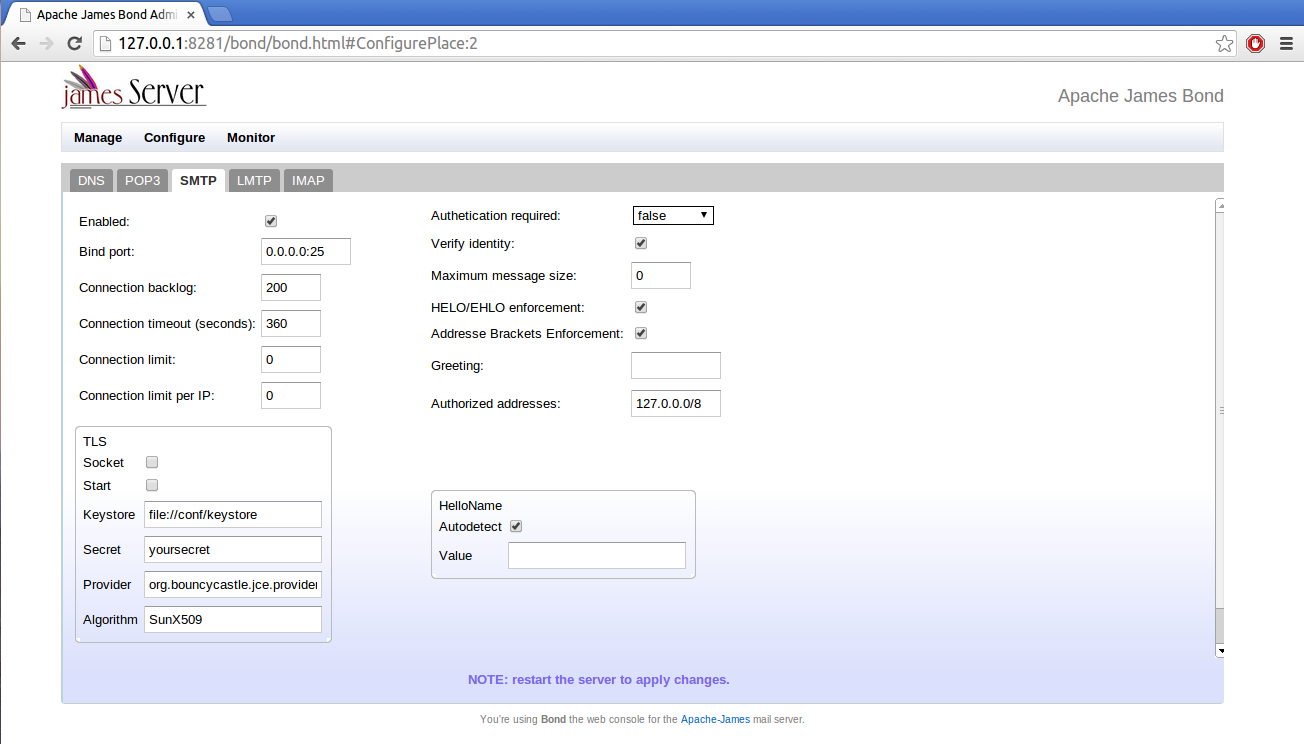 Apache James Bond Adm
127.0.0.1:8281/bond/bond.html#ConfigurePlace:2
james Server
Apache James Bond
Manage Configure Monitor
DNS POP3 SMTP LMTP IMAP
Enabled:
Bind port: 0.0.0.0:25
Connection backlog: 200
Connection timeout (seconds): 360
Connection limit: 0
Connection limit per IP: 0
TLS
Socket
Start
Keystore file://conf/keystore
Secret yoursecret
Provider org.bouncycastle.jce.provider
Algorithm SunX509
Authetication required: false
Verify identity:
Maximum message size: 0
HELO/EHLO enforcement:
Addresse Brackets Enforcement:
Greeting:
Authorized addresses: 127.0.0.0/8
HelloName
Autodetect
Value
NOTE: restart the server to apply changes.
You're using Bond the web console for the Apache-James mail server.